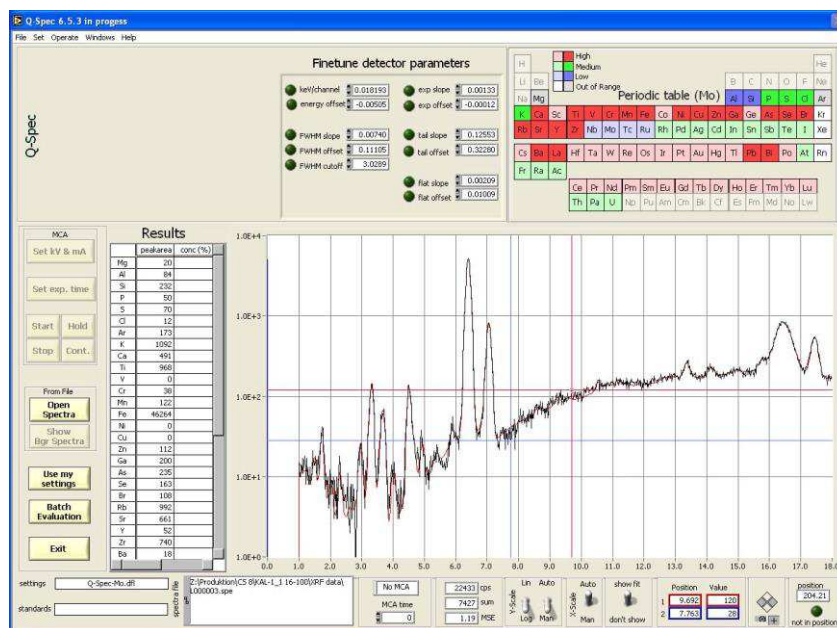 Q-Spec 6.5.3 in progess
File Set Operate Windows Help
Q-Spec
Finetune detector parameters
keV/channel 0.018193
energy offset -0.00505
FWHM slope 0.00740
FWHM offset 0.11105
FWHM cutoff 3.0289
exp slope 0.00133
exp offset -0.00012
tail slope 0.12553
tail offset 0.32280
flat slope 0.00209
flat offset 0.01009
High
Medium
Low
Out of Range
Periodic table (Mo)
H He
Li Be B C N O F Ne
Na Mg Al Si P S Cl Ar
K Ca Sc Ti V Cr Mn Fe Co Ni Cu Zn Ga Ge As Se Br Kr
Rb Sr Y Zr Nb Mo Tc Ru Rh Pd Ag Cd In Sn Sb Te I Xe
Cs Ba La Hf Ta W Re Os Ir Pt Au Hg Tl Pb Bi Po At Rn
Fr Ra Ac
Ce Pr Nd Pm Sm Eu Gd Tb Dy Ho Er Tm Yb Lu
Th Pa U Np Pu Am Cm Bk Cf Es Fm Md No Lw
MCA
Set kV & mA
Set exp. time
Start Hold
Stop Cont.
From File
Open Spectra
Show Bgr Spectra
Use my settings
Batch Evaluation
Exit
Results
peakarea conc (%)
Mg 20
Al 84
Si 232
P 50
S 70
Cl 12
Ar 173
K 1092
Ca 491
Ti 968
V 0
Cr 38
Mn 122
Fe 46264
Ni 0
Cu 0
Zn 112
Ga 200
As 235
Se 163
Br 108
Rb 992
Sr 661
Y 52
Zr 740
Ba 18
1.0E+4
1.0E+3
1.0E+2
1.0E+1
1.0E+0
0.0 1.0 2.0 3.0 4.0 5.0 6.0 7.0 8.0 9.0 10.0 11.0 12.0 13.0 14.0 15.0 16.0 17.0 18.0
settings Q-Spec-Mo.dfl
standards
spectra file
Z:\Produktion\CS 8\KAL-1_1 16-100\XRF data\
L000003.spe
No MCA
MCA time
0
22433 cps
7427 sum
1.19 MSE
Y-Scale
Lin Auto
Log Man
X-Scale
Auto
Man
show fit
don't show
Position Value
1 9.692 120
2 7.763 28
position
204.21
not in position